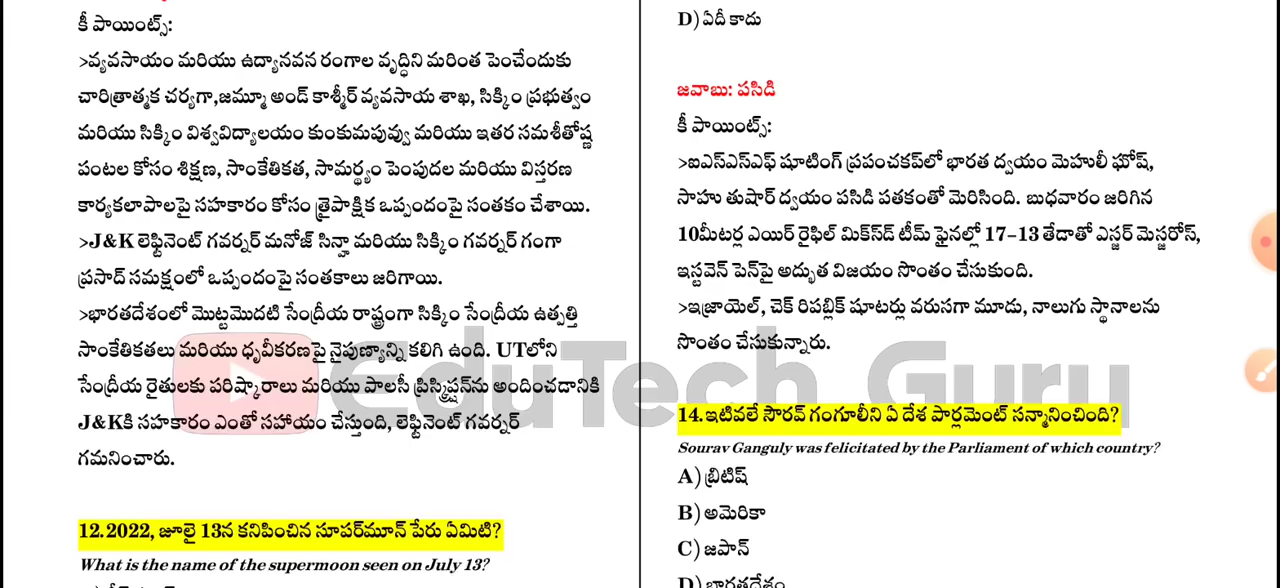 కీ పాయింట్స్:
>వ్యవసాయం మరియు ఉద్యానవన రంగాల వృద్ధిని మరింత పెంచేందుకు
చారిత్రాత్మక చర్యగా,జమ్మూ అండ్ కాశ్మీర్ వ్యవసాయ శాఖ, సిక్కిం ప్రభుత్వం
మరియు సిక్కిం విశ్వవిద్యాలయం కుంకుమపువ్వు మరియు ఇతర సమశీతోష్ణ
పంటల కోసం శిక్షణ, సాంకేతికత, సామర్థ్యం పెంపుదల మరియు విస్తరణ
కార్యకలాపాలపై సహకారం కోసం త్రైపాక్షిక ఒప్పందంపై సంతకం చేశాయి.
>J&K లెఫ్టినెంట్ గవర్నర్ మనోజ్ సిన్హా మరియు సిక్కిం గవర్నర్ గంగా
ప్రసాద్ సమక్షంలో ఒప్పందంపై సంతకాలు జరిగాయి.
>భారతదేశంలో మొట్టమొదటి సేంద్రీయ రాష్ట్రంగా సిక్కిం సేంద్రీయ ఉత్పత్తి
సాంకేతికతలు మరియు ధృవీకరణపై నైపుణ్యాన్ని కలిగి ఉంది. UTలోని
సేంద్రీయ రైతులకు పరిష్కారాలు మరియు పాలసీ ప్రిస్క్రిప్షన్‌ను అందించడానికి
J&Kకి సహకారం ఎంతో సహాయం చేస్తుంది, లెఫ్టినెంట్ గవర్నర్
గమనించారు.
12.2022, జూలై 13న కనిపించిన సూపర్‌మూన్ పేరు ఏమిటి?
What is the name of the supermoon seen on July 13?
D) ఏదీ కాదు
జవాబు: పసిడి
కీ పాయింట్స్:
>ఐఎస్ఎస్ఎఫ్ షూటింగ్ ప్రపంచకప్‌లో భారత ద్వయం మెహులీ ఘోష్,
సాహు తుషార్ ద్వయం పసిడి పతకంతో మెరిసింది. బుధవారం జరిగిన
10మీటర్ల ఎయిర్ రైఫిల్ మిక్స్‌డ్ టీమ్ ఫైనల్లో 17-13 తేడాతో ఎస్జర్ మెస్జరోస్,
ఇస్టవెన్ పెన్‌పై అద్భుత విజయం సొంతం చేసుకుంది.
>ఇజ్రాయెల్, చెక్ రిపబ్లిక్ షూటర్లు వరుసగా మూడు, నాలుగు స్థానాలను
సొంతం చేసుకున్నారు.
EduTech Guru
14.ఇటీవలే సౌరవ్ గంగూలీని ఏ దేశ పార్లమెంట్ సన్మానించింది?
Sourav Ganguly was felicitated by the Parliament of which country?
A) బ్రిటిష్
B) అమెరికా
C) జపాన్
D) భారతదేశం